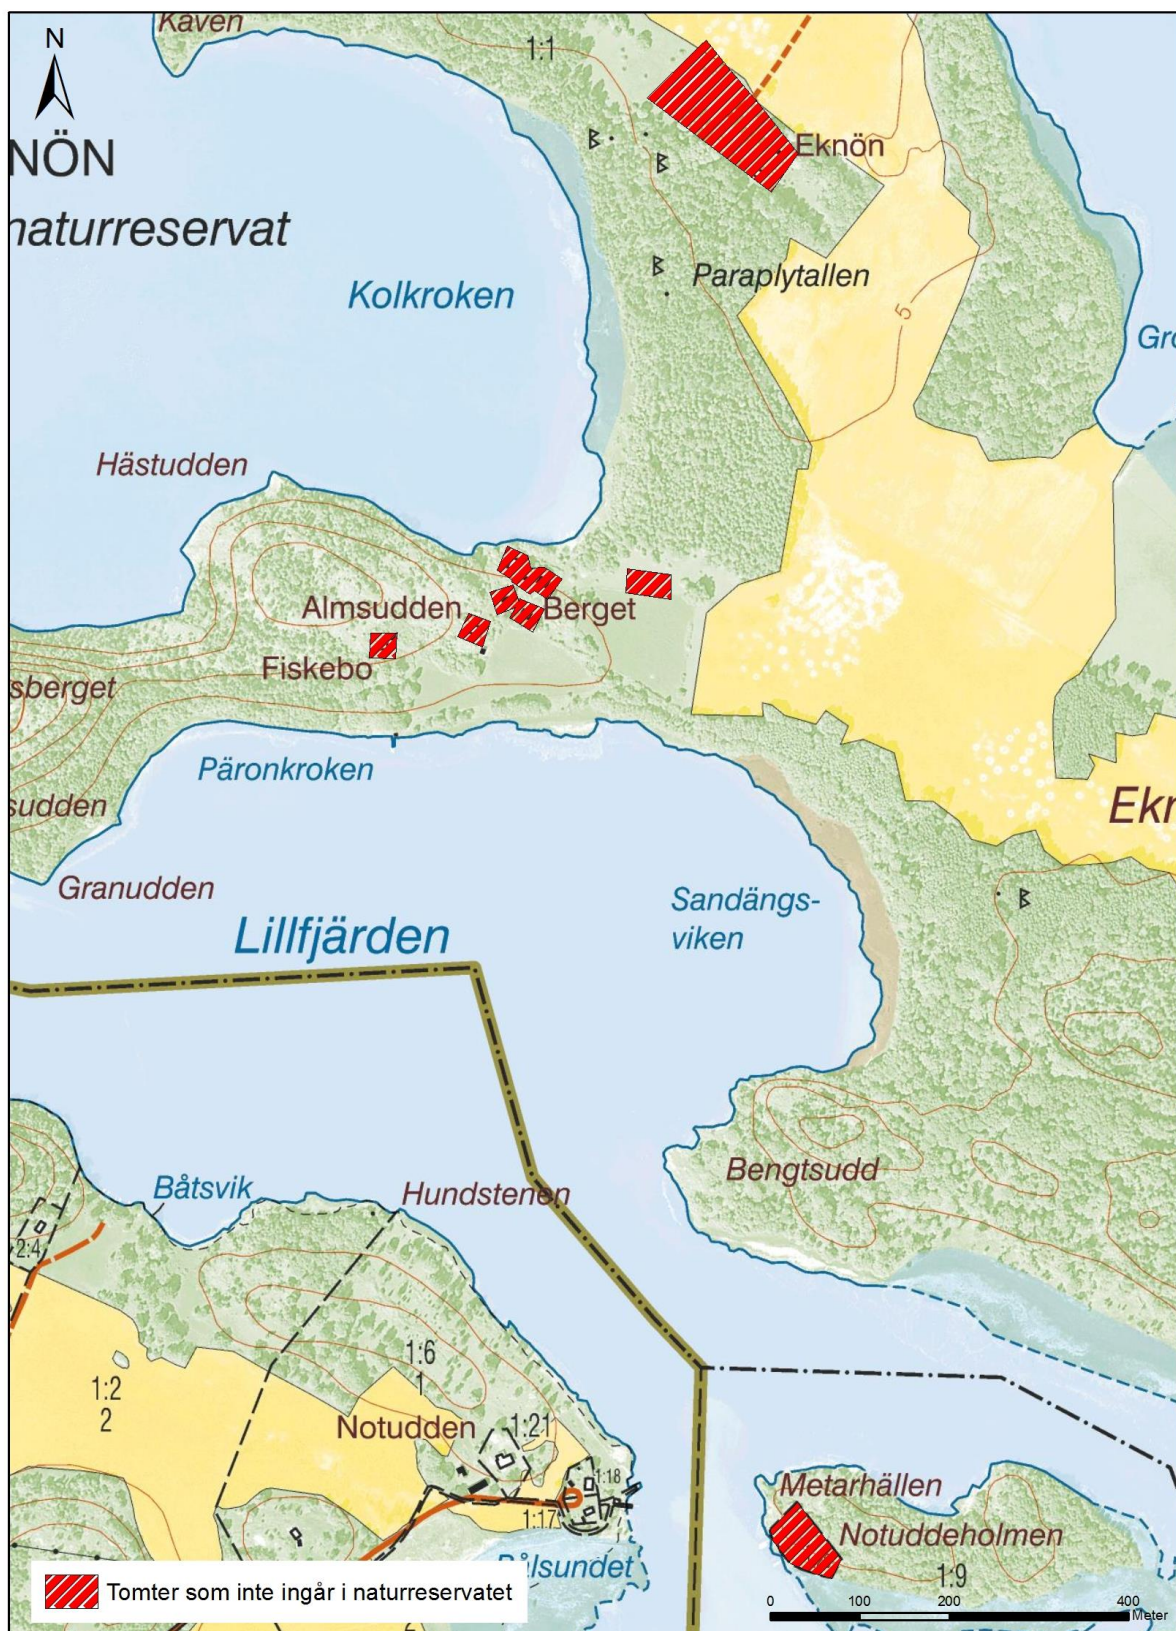 Kaven
N
1:1
NÖN
Eknön
naturreservat
Paraplytallen
Kolkroken
5
Gro
Hästudden
Almsudden
Berget
Fiskebo
sberget
Päronkroken
sudden
Ekn
Granudden
Sandängs-
viken
Lillfjärden
Bengtsudd
Båtsvik
Hundstenen
2:4
1:6
1
1:2
2
Notudden
1:21
1:18
Metarhällen
1:17
Notuddeholmen
1:9
Tomter som inte ingår i naturreservatet
0 100 200 400
Meter